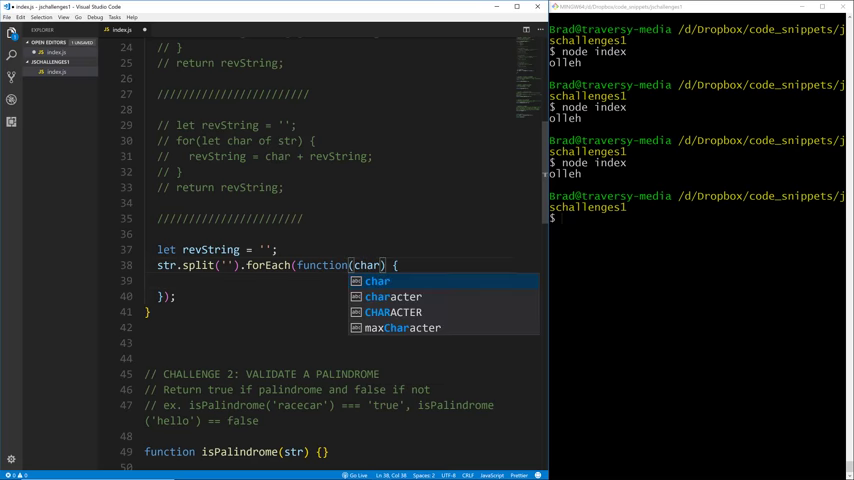 index.js - jschallenges1 - Visual Studio Code
File Edit Selection View Go Debug Tasks Help
EXPLORER
OPEN EDITORS 1 UNSAVED
index.js
JSCHALLENGES1
index.js
index.js
24 // }
25 // return revString;
26
27 ///////////////////////
28
29 // let revString = '';
30 // for(let char of str) {
31 //   revString = char + revString;
32 // }
33 // return revString;
34
35 ///////////////////////
36
37 let revString = '';
38 str.split('').forEach(function(char) {
39
40 });
41 }
42
43
44
45 // CHALLENGE 2: VALIDATE A PALINDROME
46 // Return true if palindrome and false if not
47 // ex. isPalindrome('racecar') === 'true', isPalindrome
('hello') == false
48
49 function isPalindrome(str) {}
50
char
character
CHARACTER
maxCharacter
0 0 Go Live Ln 38, Col 38 Spaces: 2 UTF-8 CRLF JavaScript Prettier
MINGW64:/d/Dropbox/code_snippets/jschallenges1
Brad@traversy-media /d/Dropbox/code_snippets/j
schallenges1
$ node index
olleh
Brad@traversy-media /d/Dropbox/code_snippets/j
schallenges1
$ node index
olleh
Brad@traversy-media /d/Dropbox/code_snippets/j
schallenges1
$ node index
olleh
Brad@traversy-media /d/Dropbox/code_snippets/j
schallenges1
$